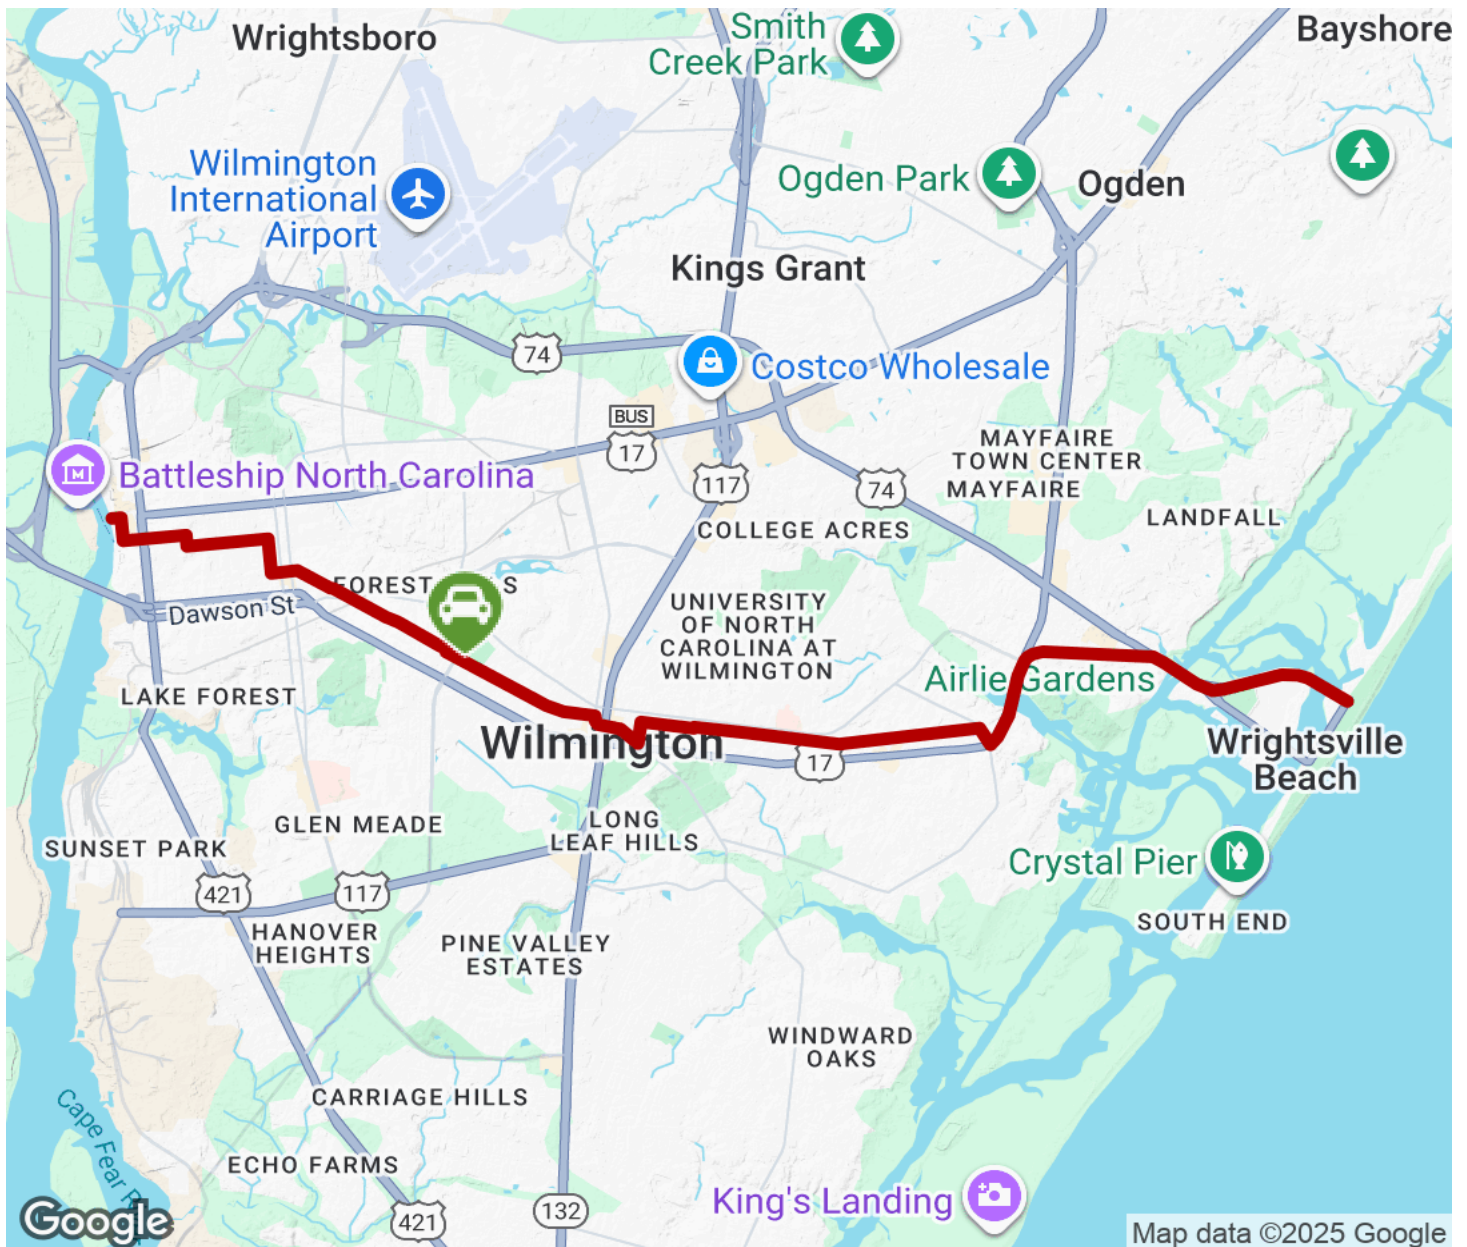 Wrightsboro
Smith
Creek Park
Bayshore
Wilmington
International
Airport
Ogden Park
Ogden
Kings Grant
74
Costco Wholesale
BUS
17
MAYFAIRE
TOWN CENTER
MAYFAIRE
Battleship North Carolina
117
74
COLLEGE ACRES
LANDFALL
FOREST
S
Dawson St
UNIVERSITY
OF NORTH
CAROLINA AT
WILMINGTON
Airlie Gardens
LAKE FOREST
Wilmington
17
Wrightsville
Beach
GLEN MEADE
LONG
LEAF HILLS
SUNSET PARK
Crystal Pier
421
117
SOUTH END
HANOVER
HEIGHTS
PINE VALLEY
ESTATES
WINDWARD
OAKS
CARRIAGE HILLS
Cape Fear R
ECHO FARMS
King's Landing
132
421
Google
Map data ©2025 Google